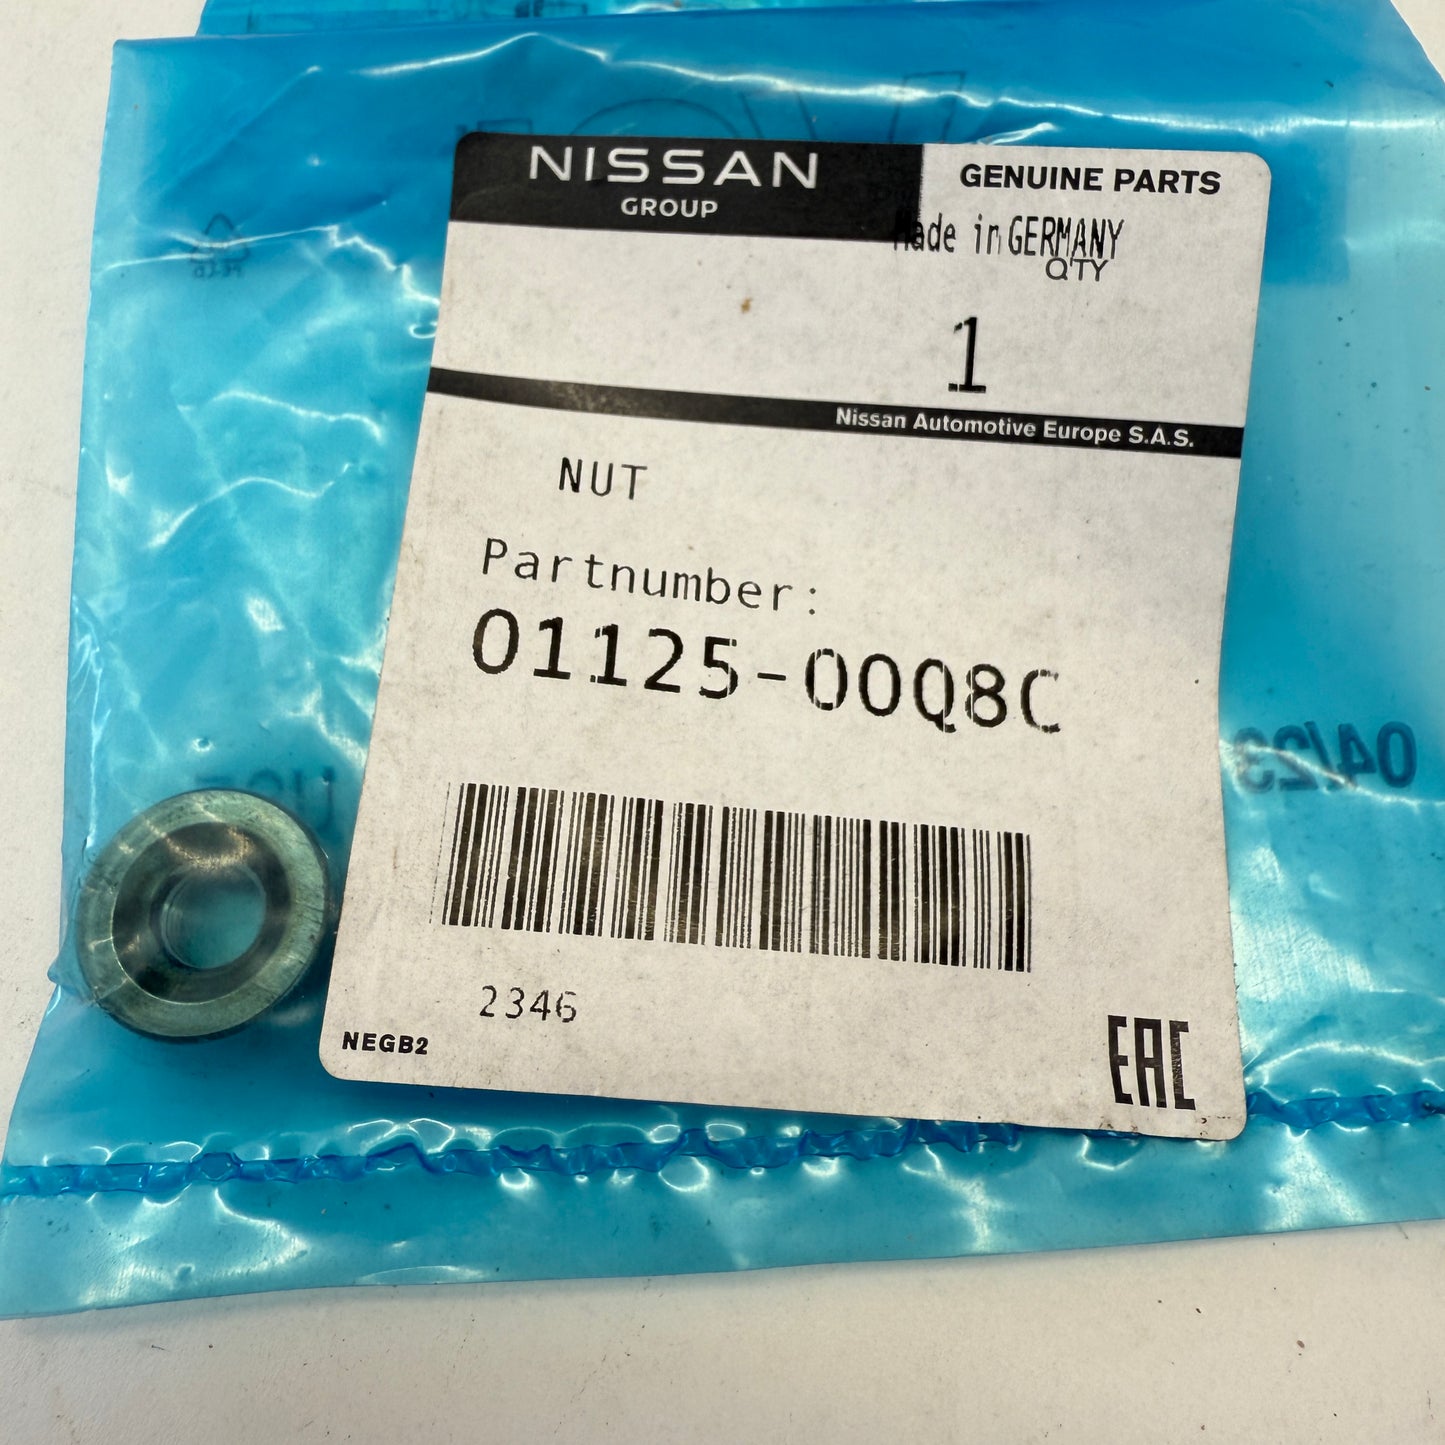 NISSAN
GROUP
GENUINE PARTS
Made in GERMANY
Q'TY
1
Nissan Automotive Europe S.A.S.
NUT
Partnumber:
01125-00Q8C
04/23
2346
NEGB2
EAC